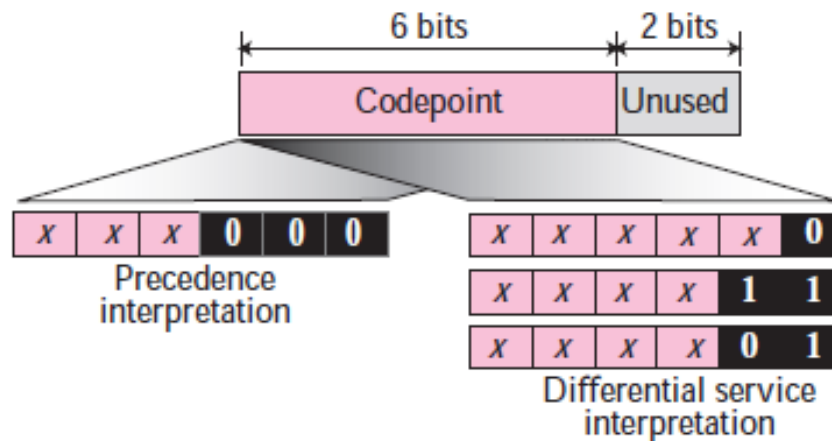 6 bits 2 bits
Codepoint Unused
x x x 0 0 0
Precedence
interpretation
x x x x x 0
x x x x 1 1
x x x x 0 1
Differential service
interpretation